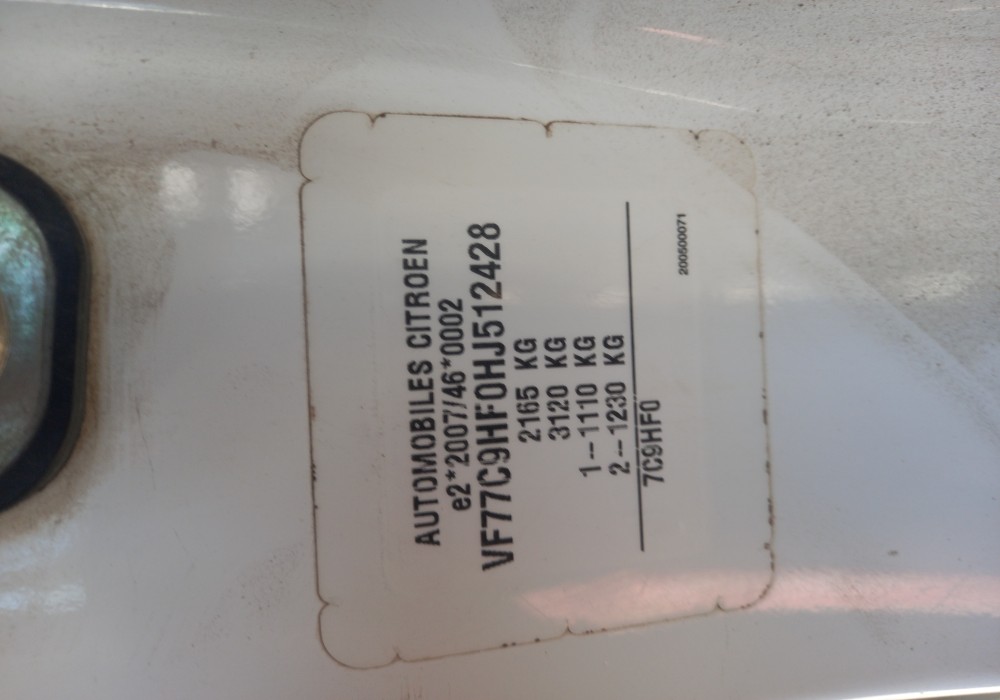 AUTOMOBILES CITROEN
e2*2007/46*0002
VF77C9HF0HJ512428
2165 KG
3120 KG
1--1110 KG
2--1230 KG
7C9HF0
200500071